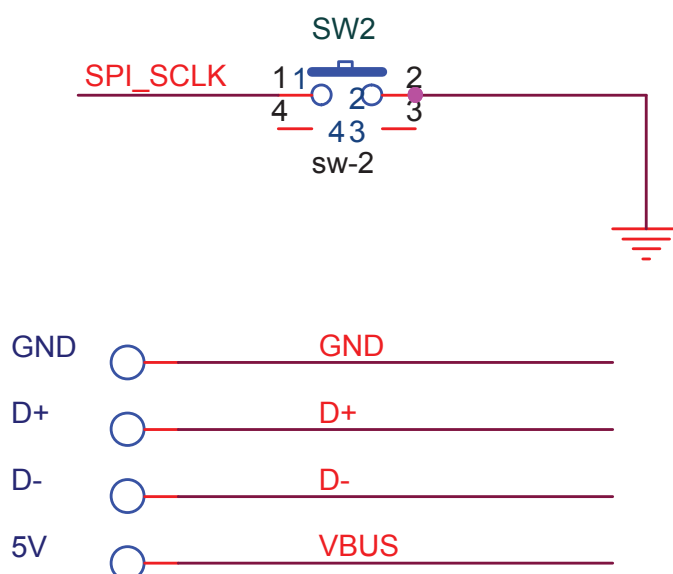 SW2
SPI_SCLK 1 1 2 2
4 4 3 3
sw-2
GND GND
D+ D+
D- D-
5V VBUS